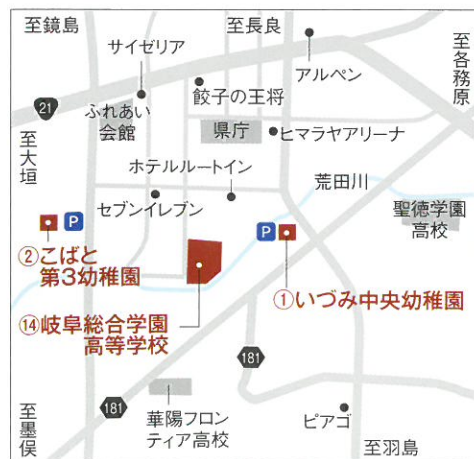 至鏡島
至長良
至各務原
サイゼリア
アルペン
餃子の王将
21
ふれあい
会館
県庁
ヒマラヤアリーナ
至大垣
ホテルルートイン
荒田川
セブンイレブン
聖徳学園
高校
P
P
②こばと
第3幼稚園
①いづみ中央幼稚園
⑭岐阜総合学園
高等学校
181
181
至墨俣
華陽フロン
ティア高校
ピアゴ
至羽島